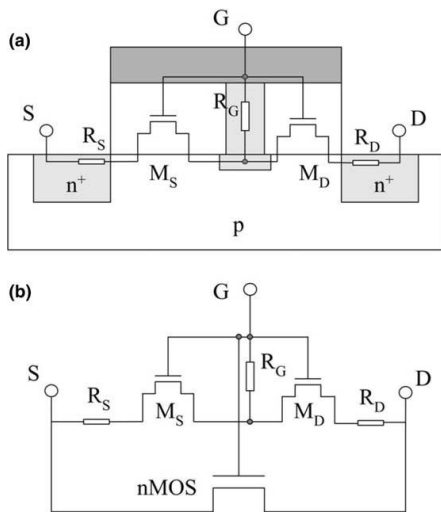 (a)
G
S
R_G
D
R_S
R_D
n⁺
M_S
M_D
n⁺
p
(b)
G
S
D
R_G
R_S
M_S
M_D
R_D
nMOS